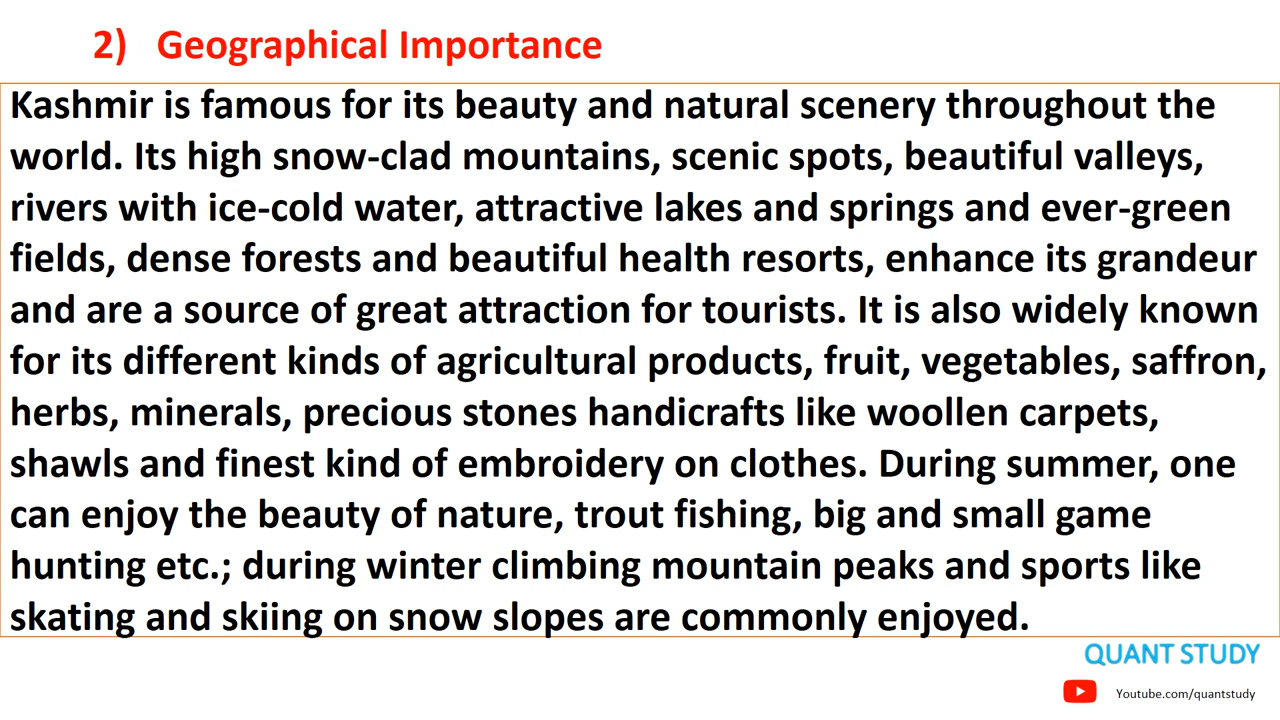 2) Geographical Importance
Kashmir is famous for its beauty and natural scenery throughout the
world. Its high snow-clad mountains, scenic spots, beautiful valleys,
rivers with ice-cold water, attractive lakes and springs and ever-green
fields, dense forests and beautiful health resorts, enhance its grandeur
and are a source of great attraction for tourists. It is also widely known
for its different kinds of agricultural products, fruit, vegetables, saffron,
herbs, minerals, precious stones handicrafts like woollen carpets,
shawls and finest kind of embroidery on clothes. During summer, one
can enjoy the beauty of nature, trout fishing, big and small game
hunting etc.; during winter climbing mountain peaks and sports like
skating and skiing on snow slopes are commonly enjoyed.
QUANT STUDY
Youtube.com/quantstudy